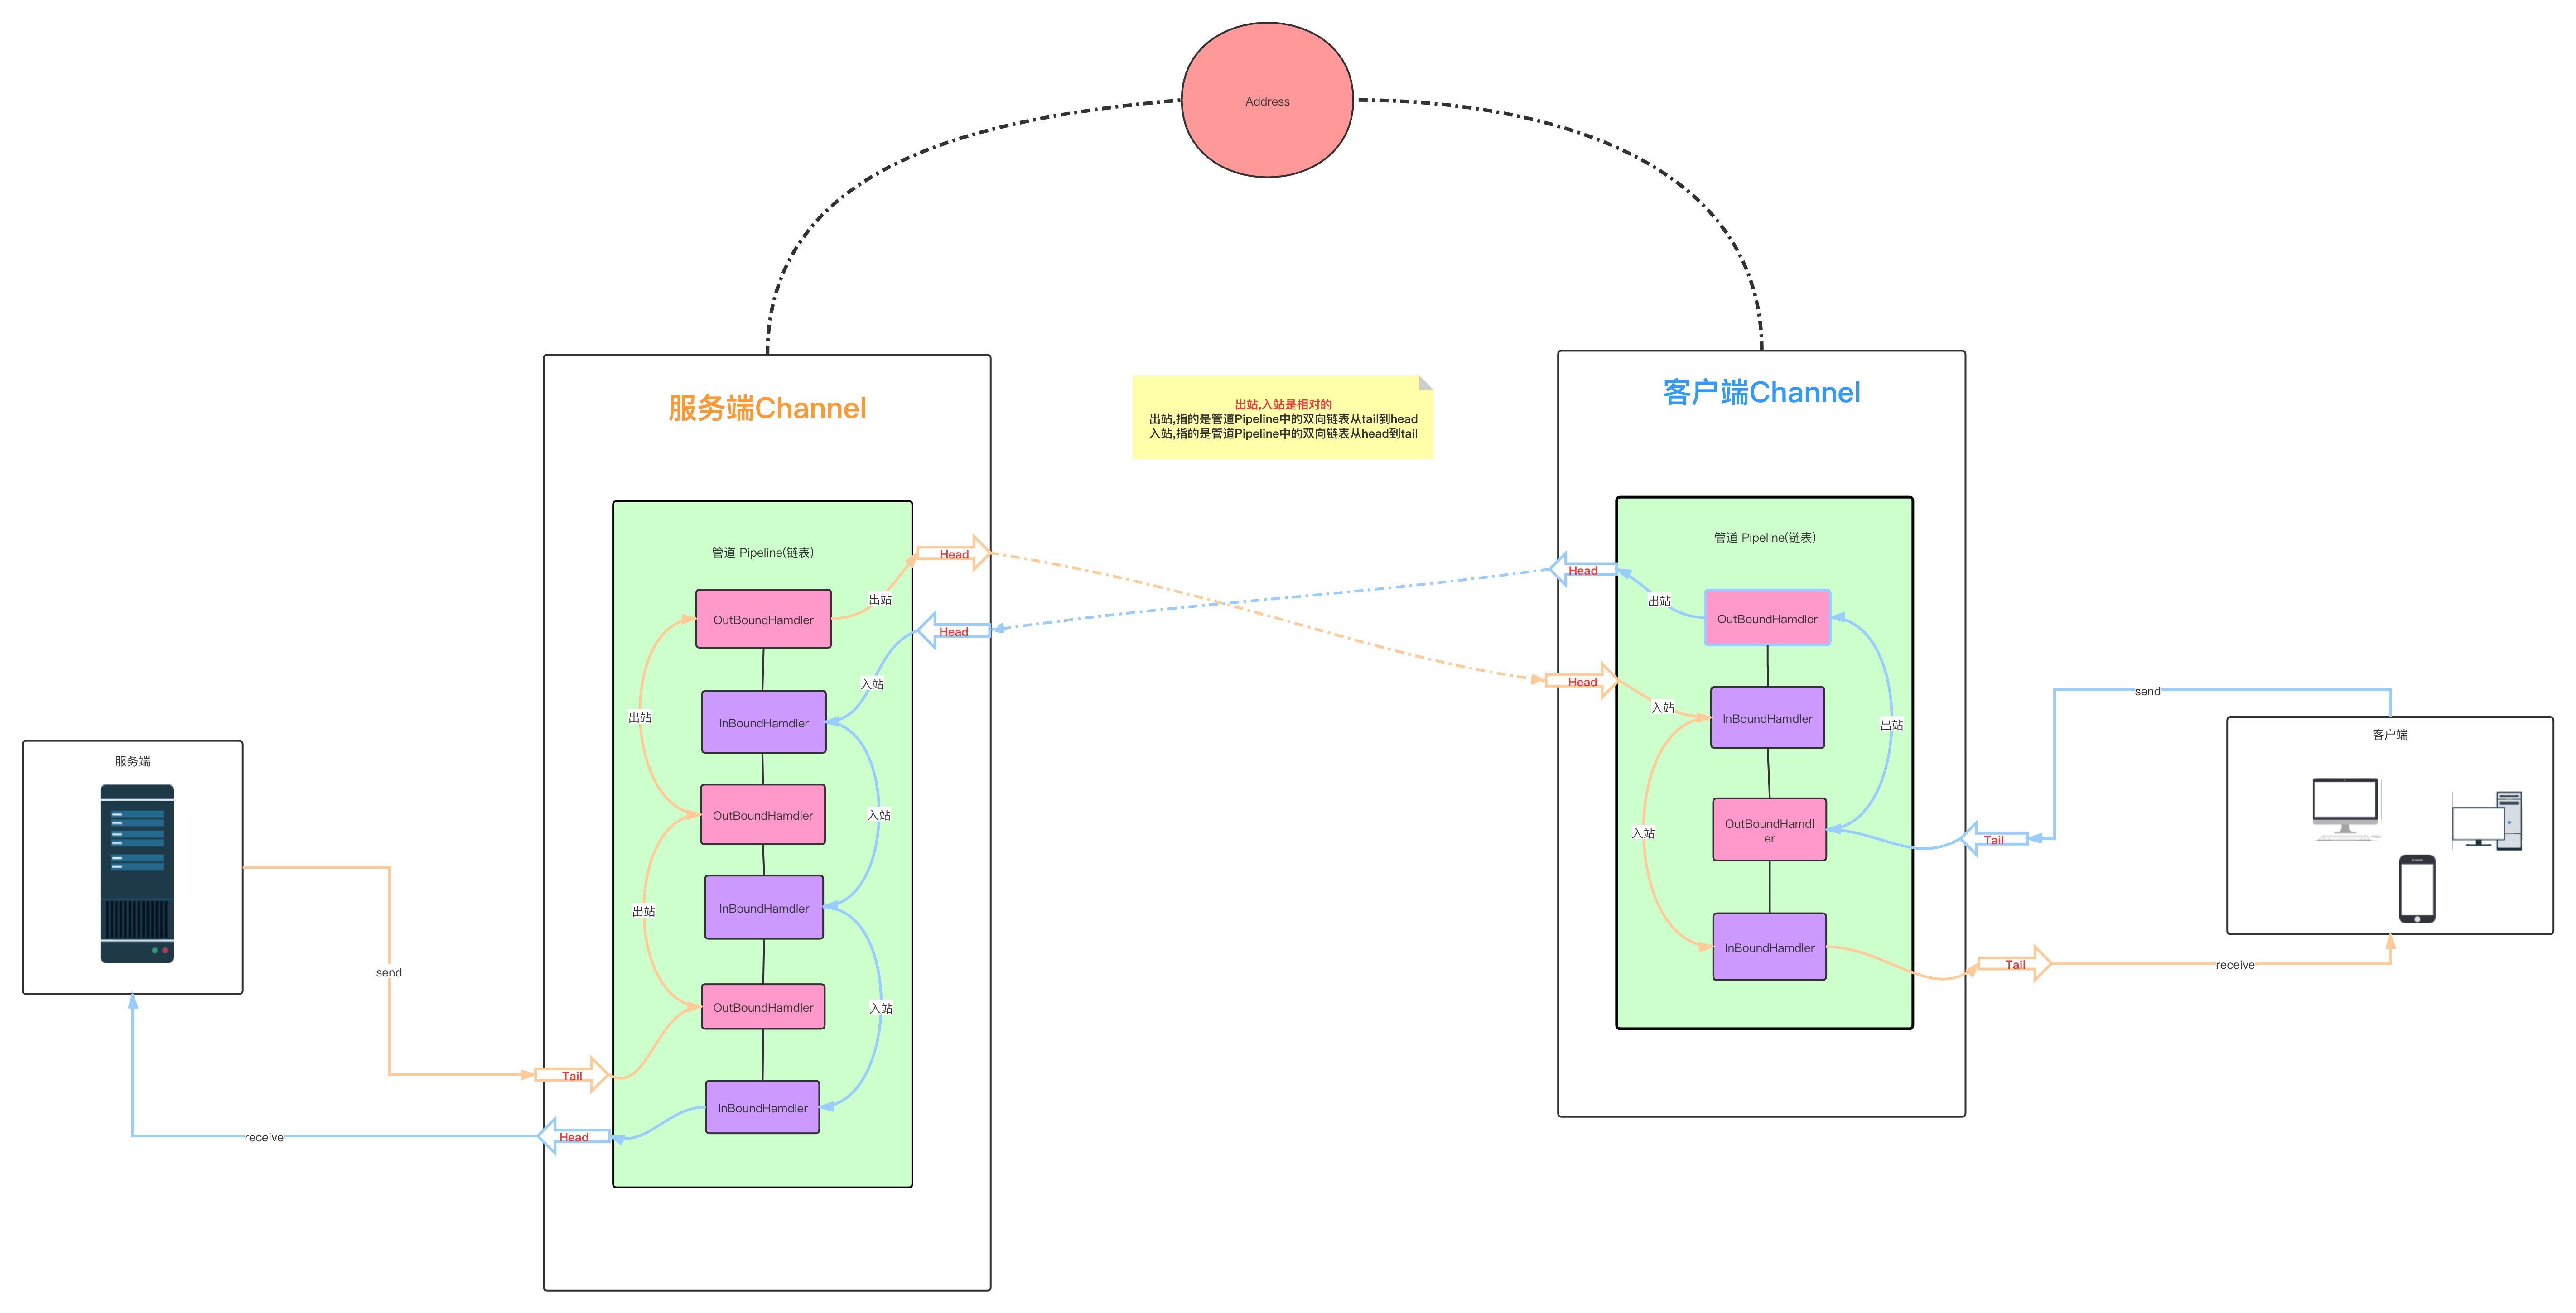 Address
服务端Channel
出站,入站是相对的
出站,指的是管道Pipeline中的双向链表从tail到head
入站,指的是管道Pipeline中的双向链表从head到tail
客户端Channel
管道 Pipeline(链表)
Head
出站
OutBoundHamdler
Head
入站
InBoundHamdler
出站
OutBoundHamdler
入站
InBoundHamdler
出站
OutBoundHamdler
入站
InBoundHamdler
Tail
Head
服务端
send
receive
管道 Pipeline(链表)
Head
出站
OutBoundHamdler
Head
入站
InBoundHamdler
出站
OutBoundHamdl
er
入站
InBoundHamdler
Tail
Tail
send
客户端
receive